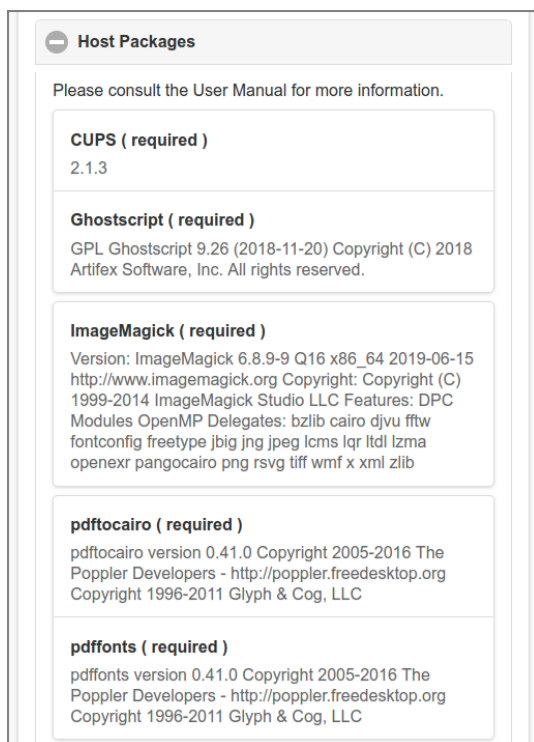 Host Packages
Please consult the User Manual for more information.
CUPS ( required )
2.1.3
Ghostscript ( required )
GPL Ghostscript 9.26 (2018-11-20) Copyright (C) 2018
Artifex Software, Inc. All rights reserved.
ImageMagick ( required )
Version: ImageMagick 6.8.9-9 Q16 x86_64 2019-06-15
http://www.imagemagick.org Copyright: Copyright (C)
1999-2014 ImageMagick Studio LLC Features: DPC
Modules OpenMP Delegates: bzlib cairo djvu fftw
fontconfig freetype jbig jng jpeg lcms lqr ltdl lzma
openexr pangocairo png rsvg tiff wmf x xml zlib
pdftocairo ( required )
pdftocairo version 0.41.0 Copyright 2005-2016 The
Poppler Developers - http://poppler.freedesktop.org
Copyright 1996-2011 Glyph & Cog, LLC
pdffonts ( required )
pdffonts version 0.41.0 Copyright 2005-2016 The
Poppler Developers - http://poppler.freedesktop.org
Copyright 1996-2011 Glyph & Cog, LLC